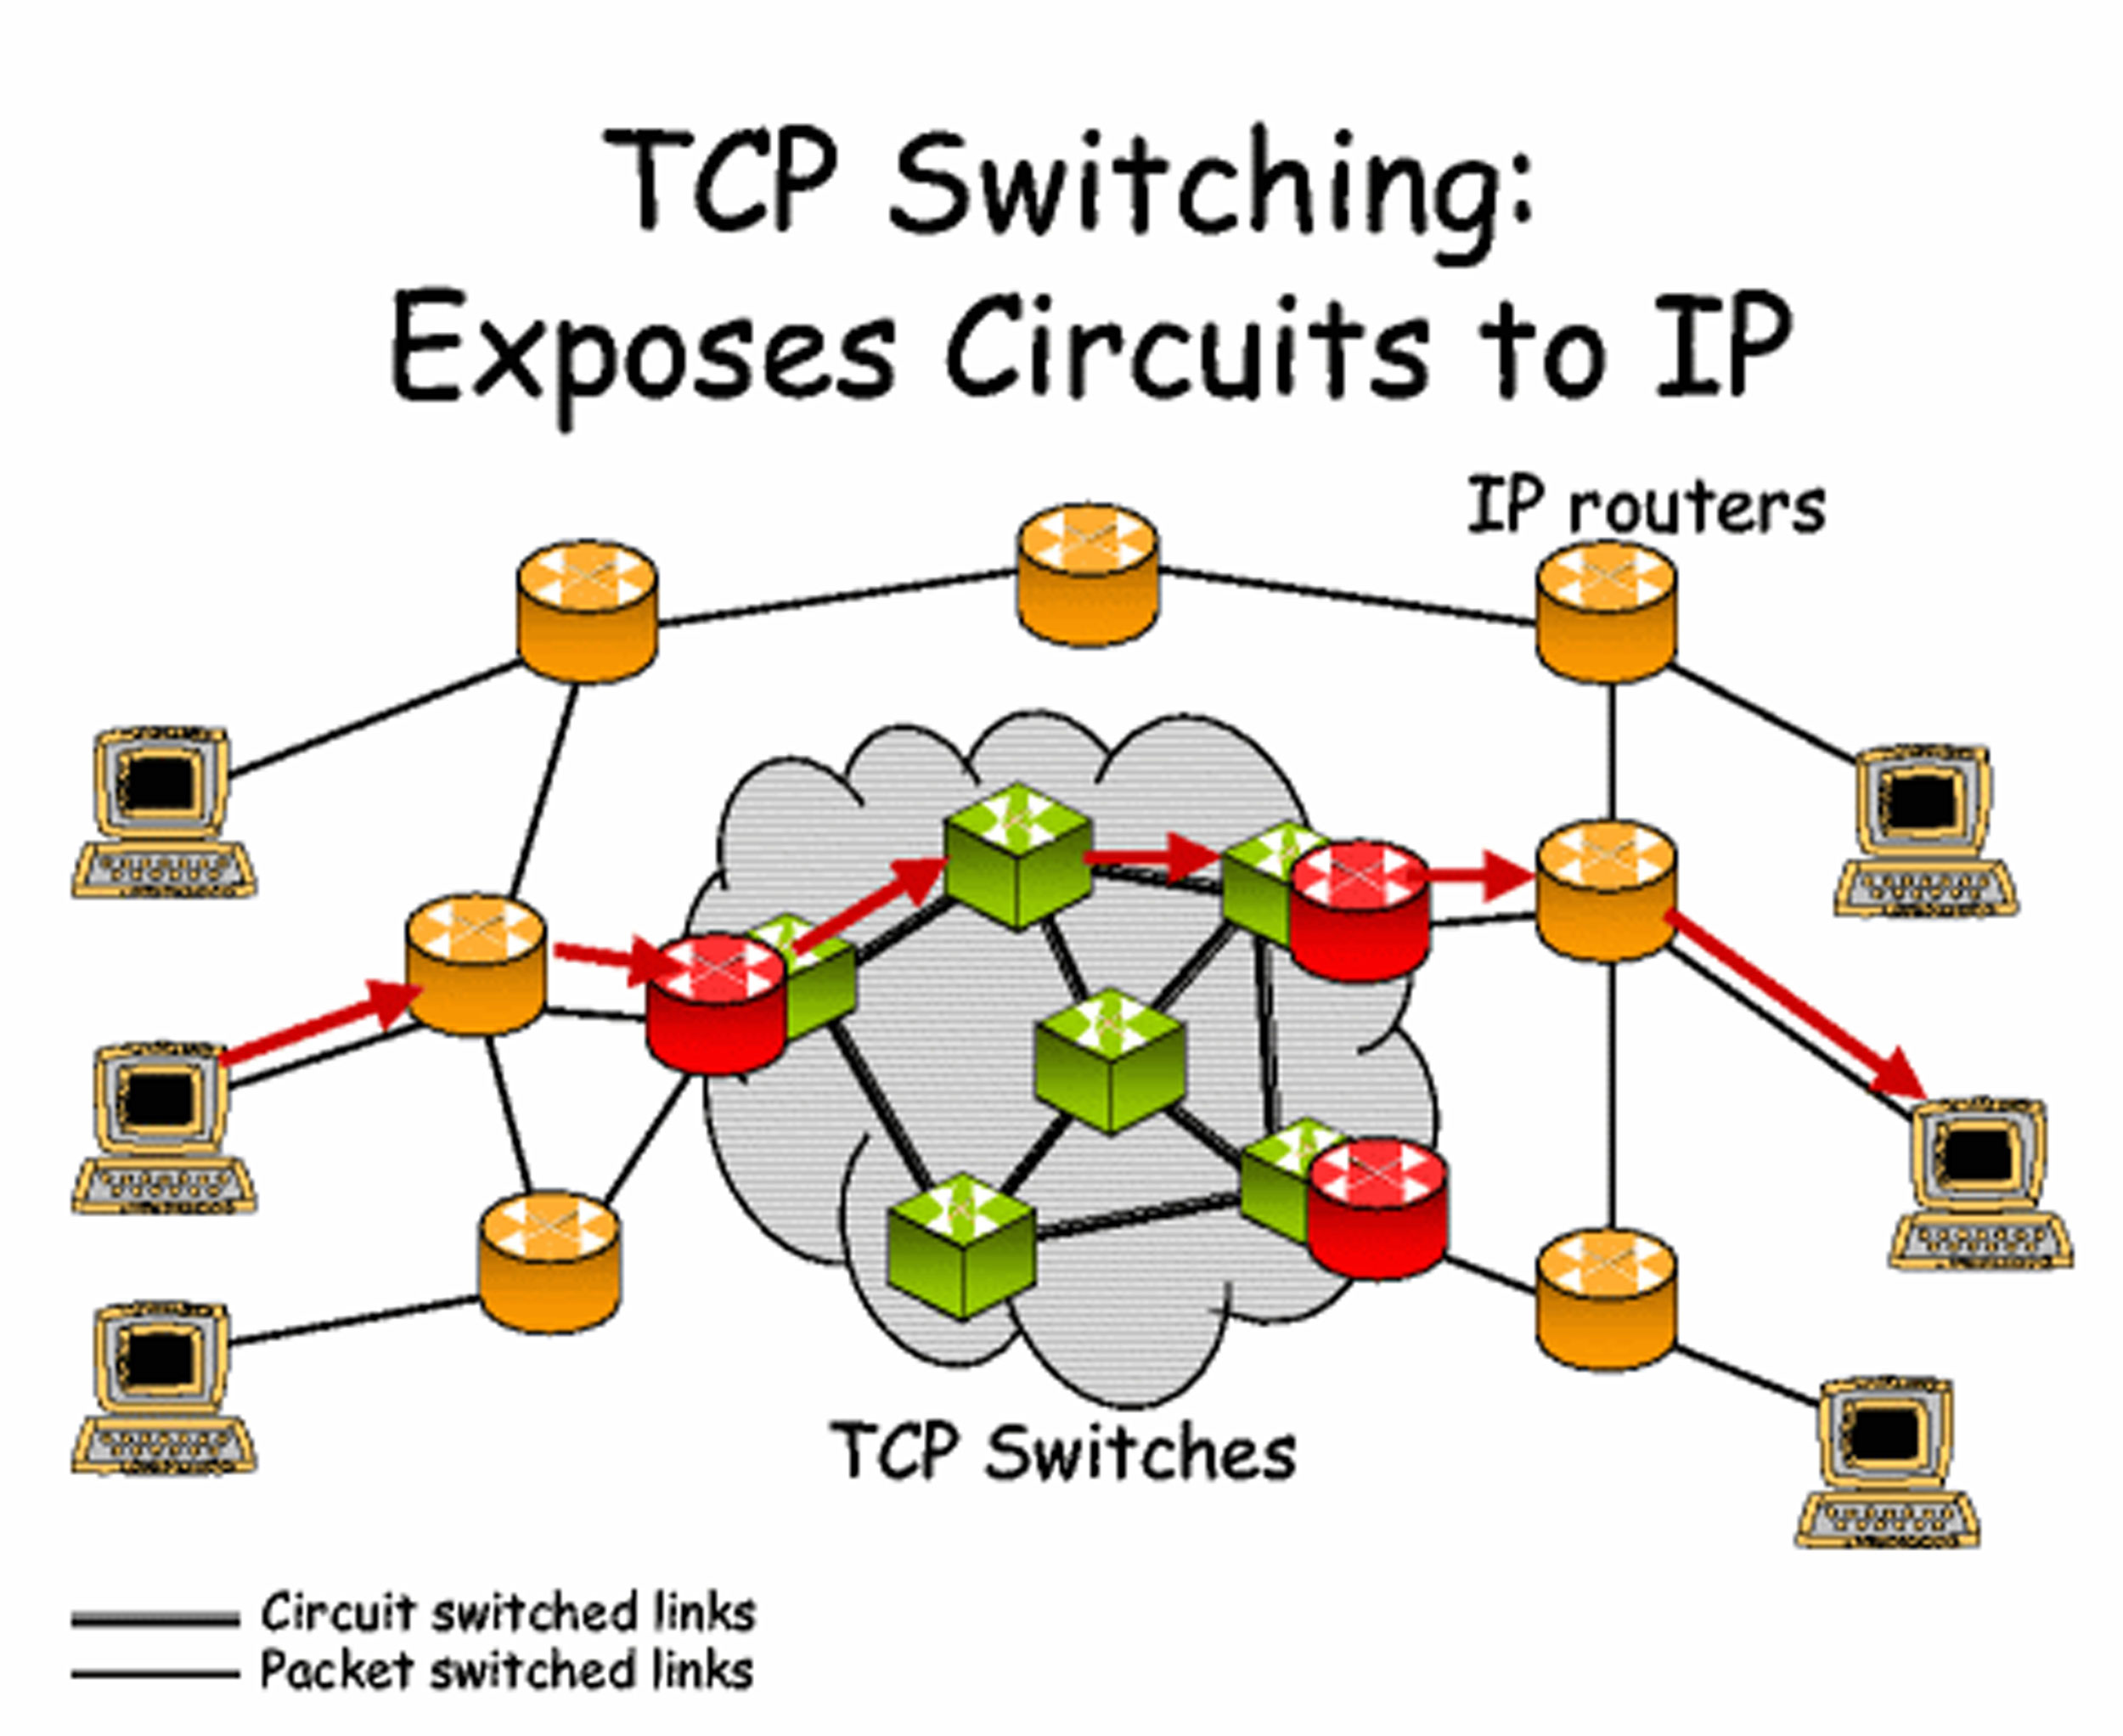 TCP Switching:
Exposes Circuits to IP
IP routers
TCP Switches
Circuit switched links
Packet switched links